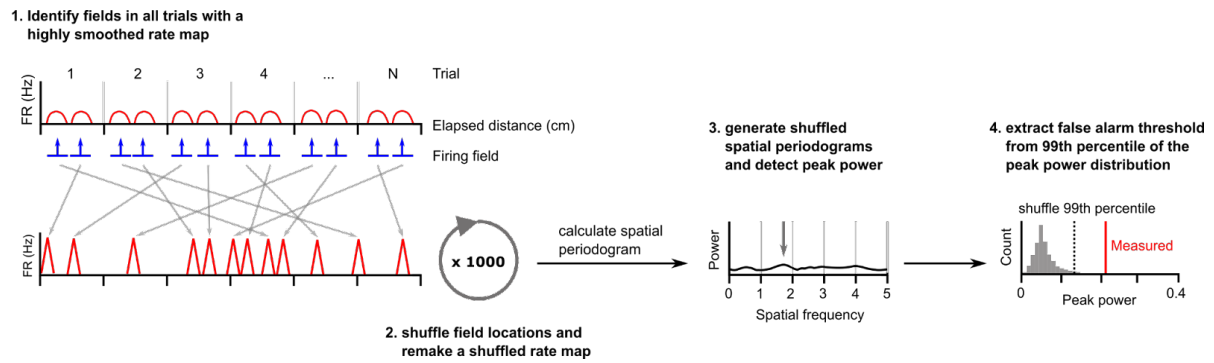 1. Identify fields in all trials with a
highly smoothed rate map
1 2 3 4 ... N Trial
FR (Hz)
Elapsed distance (cm)
Firing field
FR (Hz)
x 1000
2. shuffle field locations and
remake a shuffled rate map
calculate spatial
periodogram
3. generate shuffled
spatial periodograms
and detect peak power
Power
0 1 2 3 4 5
Spatial frequency
4. extract false alarm threshold
from 99th percentile of the
peak power distribution
shuffle 99th percentile
Measured
Count
0 0.4
Peak power